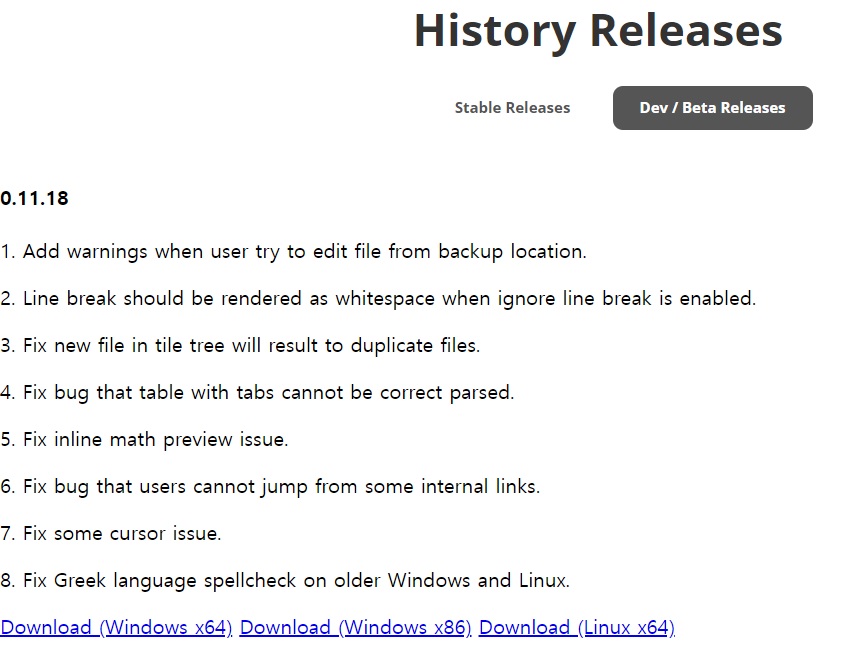 History Releases
Stable Releases
Dev / Beta Releases
0.11.18
1. Add warnings when user try to edit file from backup location.
2. Line break should be rendered as whitespace when ignore line break is enabled.
3. Fix new file in tile tree will result to duplicate files.
4. Fix bug that table with tabs cannot be correct parsed.
5. Fix inline math preview issue.
6. Fix bug that users cannot jump from some internal links.
7. Fix some cursor issue.
8. Fix Greek language spellcheck on older Windows and Linux.
Download (Windows x64) Download (Windows x86) Download (Linux x64)